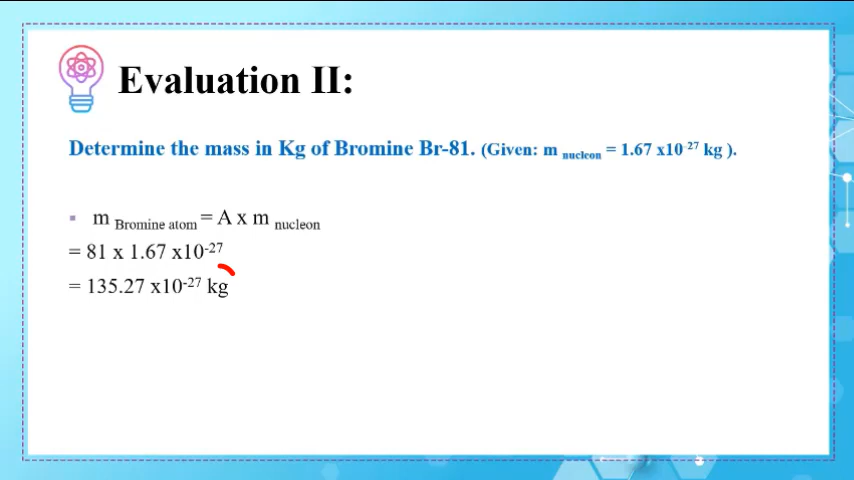 Evaluation II:
Determine the mass in Kg of Bromine Br-81. (Given: m nucleon = 1.67 x10⁻²⁷ kg ).
▪ m Bromine atom = A x m nucleon
= 81 x 1.67 x10⁻²⁷
= 135.27 x10⁻²⁷ kg